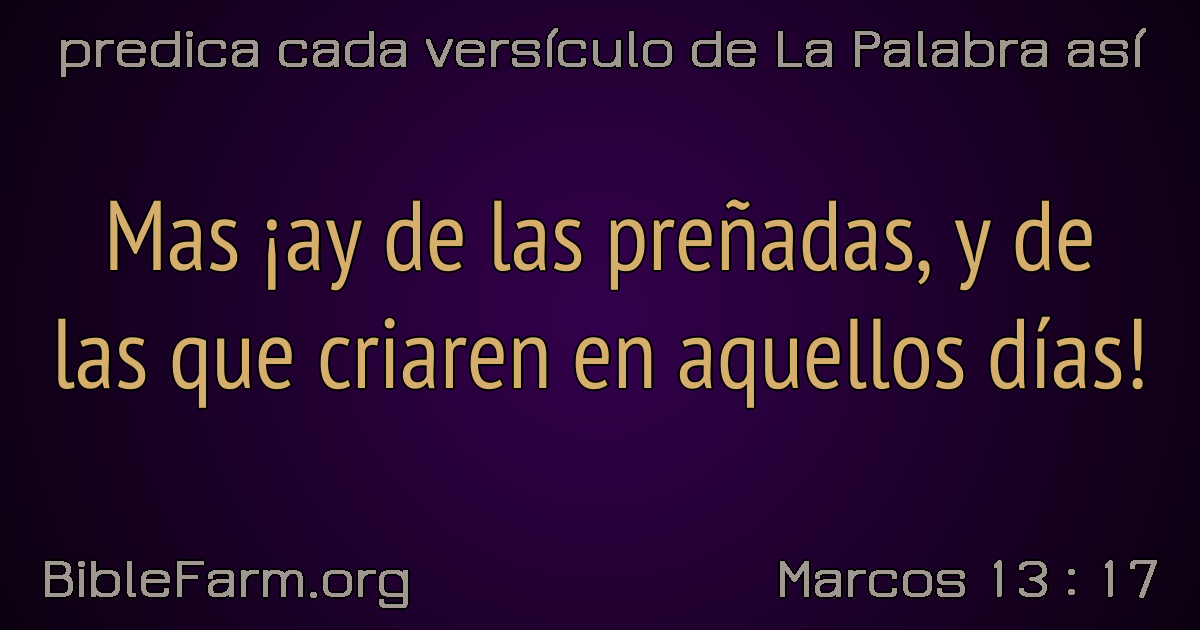 predica cada versículo de La Palabra así
Mas ¡ay de las preñadas, y de
las que criaren en aquellos días!
BibleFarm.org
Marcos 13 : 17